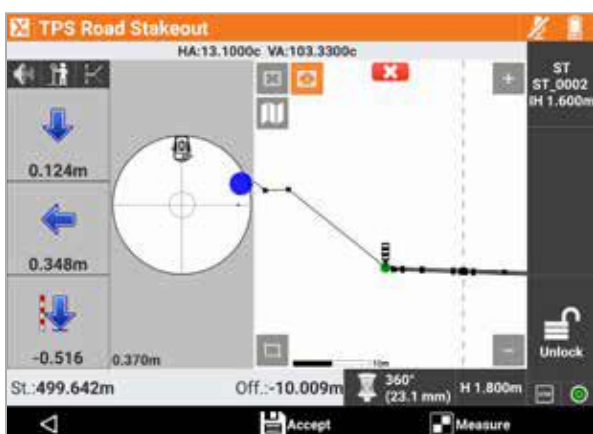 TPS Road Stakeout
HA:13.1000c VA:103.3300c
ST
ST_0002
IH 1.600m
0.124m
0.348m
-0.516
0.370m
10m
Unlock
St.:499.642m
Off.:-10.009m
360°
(23.1 mm)
H 1.800m
Accept
Measure